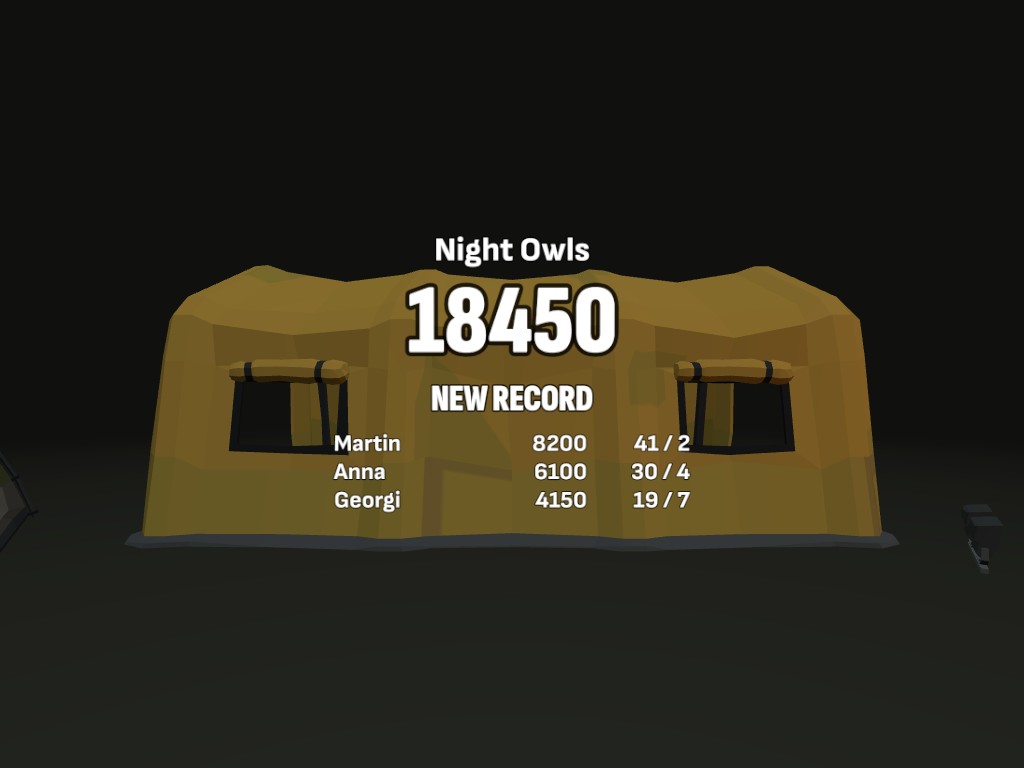 Night Owls
18450
NEW RECORD
Martin 8200 41 / 2
Anna 6100 30 / 4
Georgi 4150 19 / 7